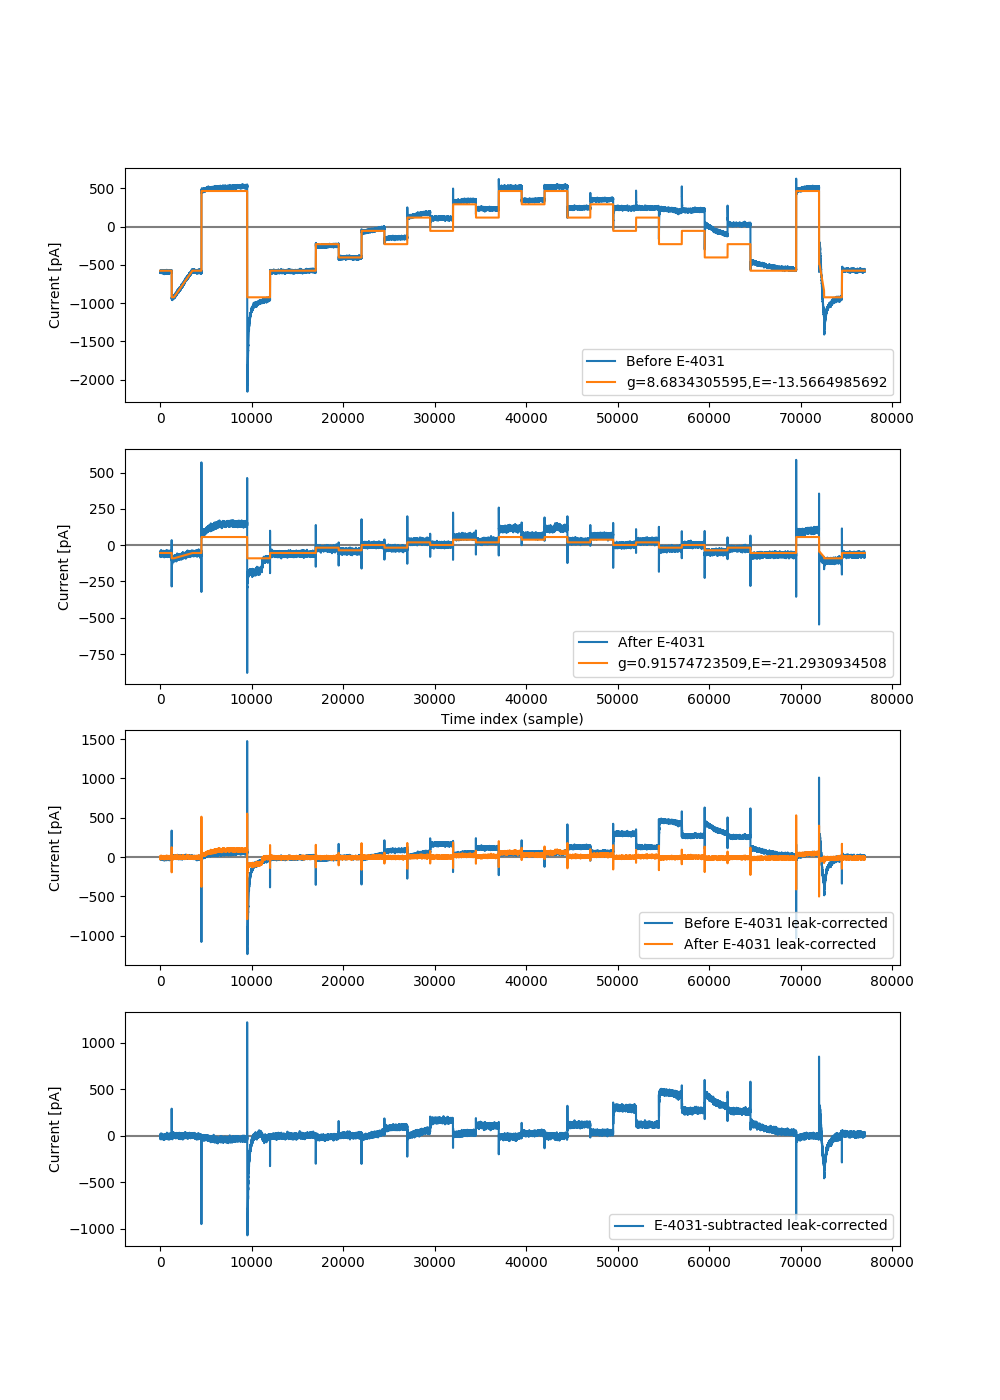 500
0
−500
−1000
−1500
−2000
Current [pA]
Before E-4031
g=8.6834305595,E=-13.5664985692
0 10000 20000 30000 40000 50000 60000 70000 80000
500
250
0
−250
−500
−750
Current [pA]
After E-4031
g=0.91574723509,E=-21.2930934508
0 10000 20000 30000 40000 50000 60000 70000 80000
Time index (sample)
1500
1000
500
0
−500
−1000
Current [pA]
Before E-4031 leak-corrected
After E-4031 leak-corrected
0 10000 20000 30000 40000 50000 60000 70000 80000
1000
500
0
−500
−1000
Current [pA]
E-4031-subtracted leak-corrected
0 10000 20000 30000 40000 50000 60000 70000 80000